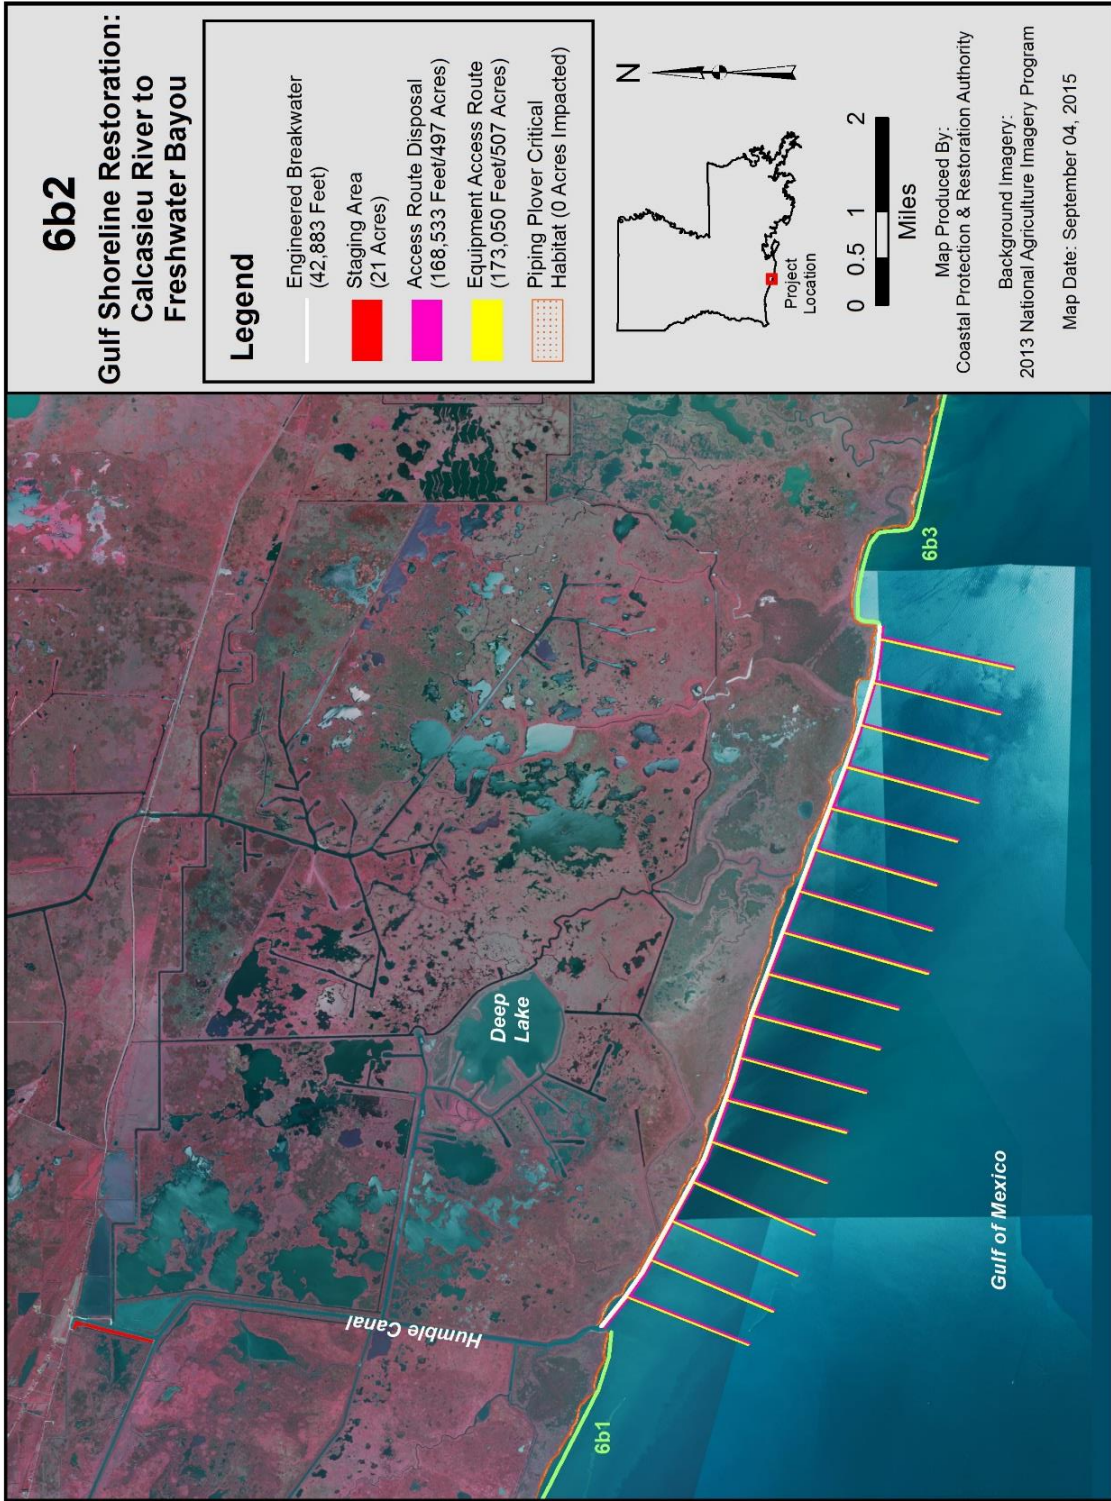 6b2
Gulf Shoreline Restoration:
Calcasieu River to
Freshwater Bayou
Legend
Engineered Breakwater
(42,883 Feet)
Staging Area
(21 Acres)
Access Route Disposal
(168,533 Feet/497 Acres)
Equipment Access Route
(173,050 Feet/507 Acres)
Piping Plover Critical
Habitat (0 Acres Impacted)
Project
Location
N
0 0.5 1 2
Miles
Map Produced By:
Coastal Protection & Restoration Authority
Background Imagery:
2013 National Agriculture Imagery Program
Map Date: September 04, 2015
Humble Canal
Deep
Lake
6b1
6b3
Gulf of Mexico